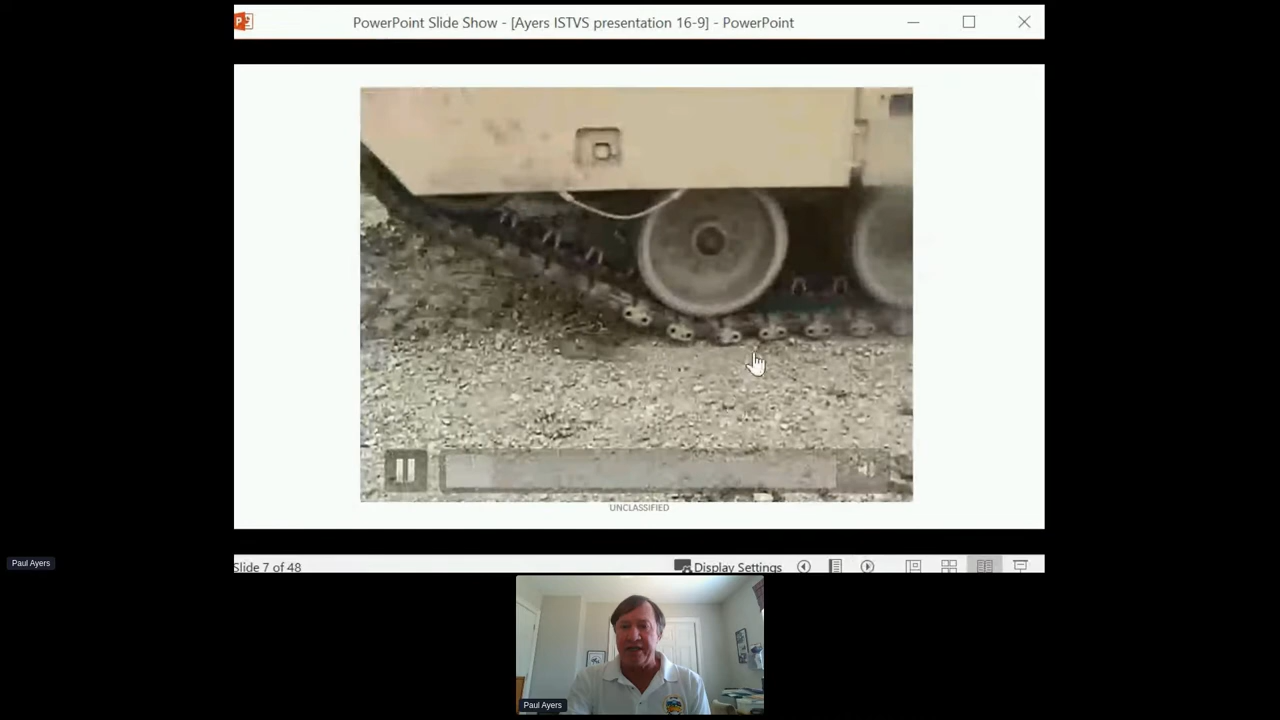 PowerPoint Slide Show - [Ayers ISTVS presentation 16-9] - PowerPoint
UNCLASSIFIED
Slide 7 of 48
Display Settings
Paul Ayers
Paul Ayers